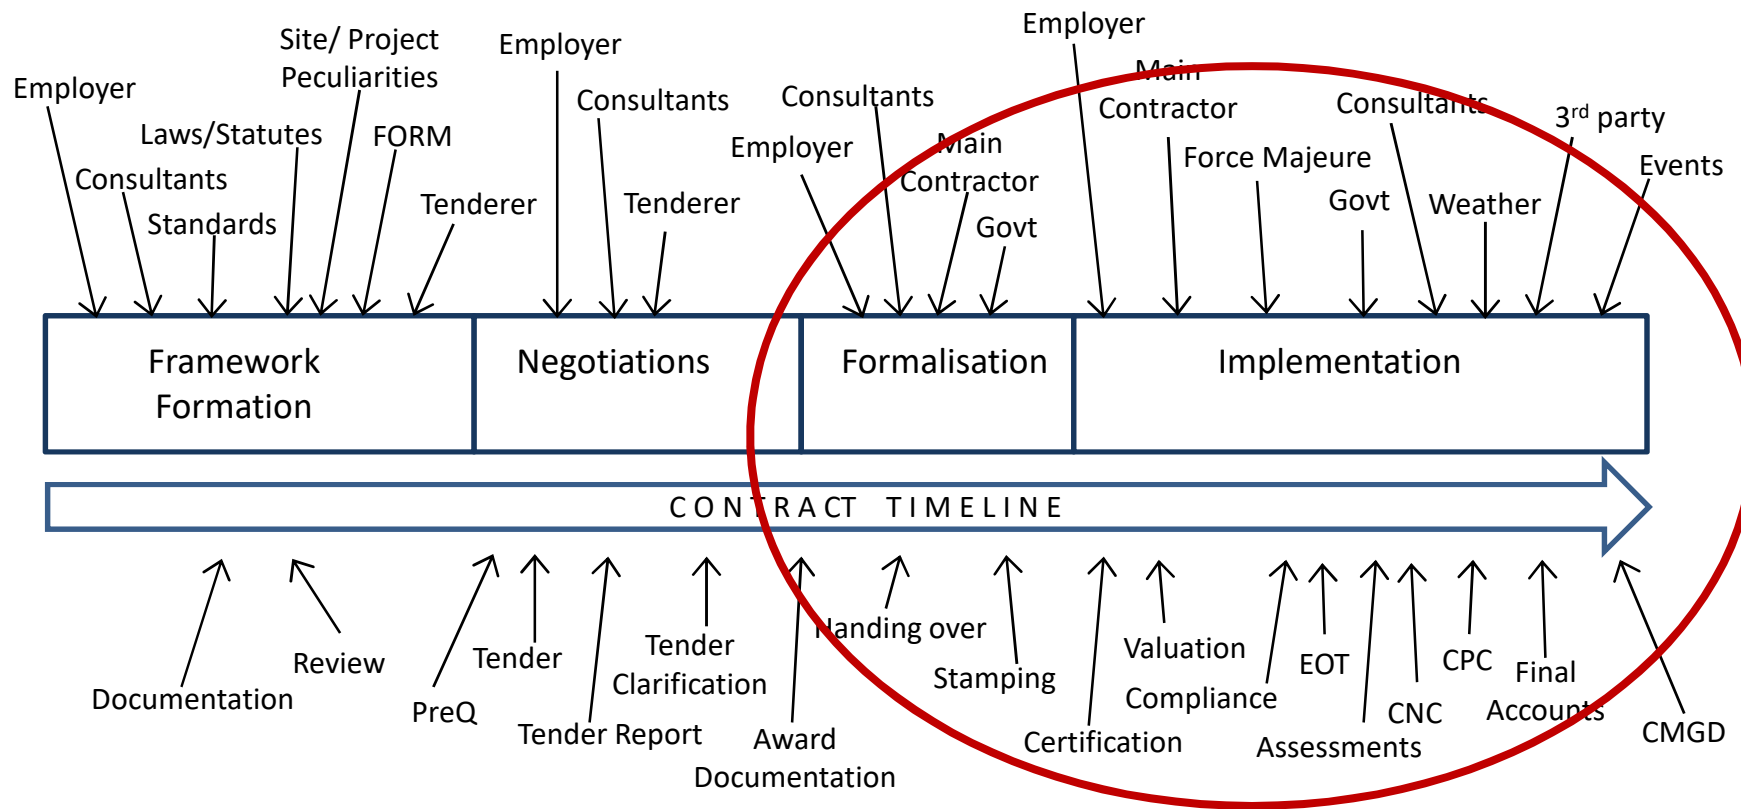 Employer
Site/ Project
Peculiarities
Laws/Statutes
FORM
Consultants
Standards
Tenderer
Employer
Consultants
Tenderer
Consultants
Employer
Main
Contractor
Govt
Employer
Main
Contractor
Force Majeure
Consultants
Govt
Weather
3rd party
Events
Framework
Formation
Negotiations
Formalisation
Implementation
CONTRACT TIMELINE
Documentation
Review
PreQ
Tender
Tender Report
Tender
Clarification
Award
Documentation
Handing over
Stamping
Certification
Valuation
Compliance
EOT
Assessments
CNC
CPC
Final
Accounts
CMGD